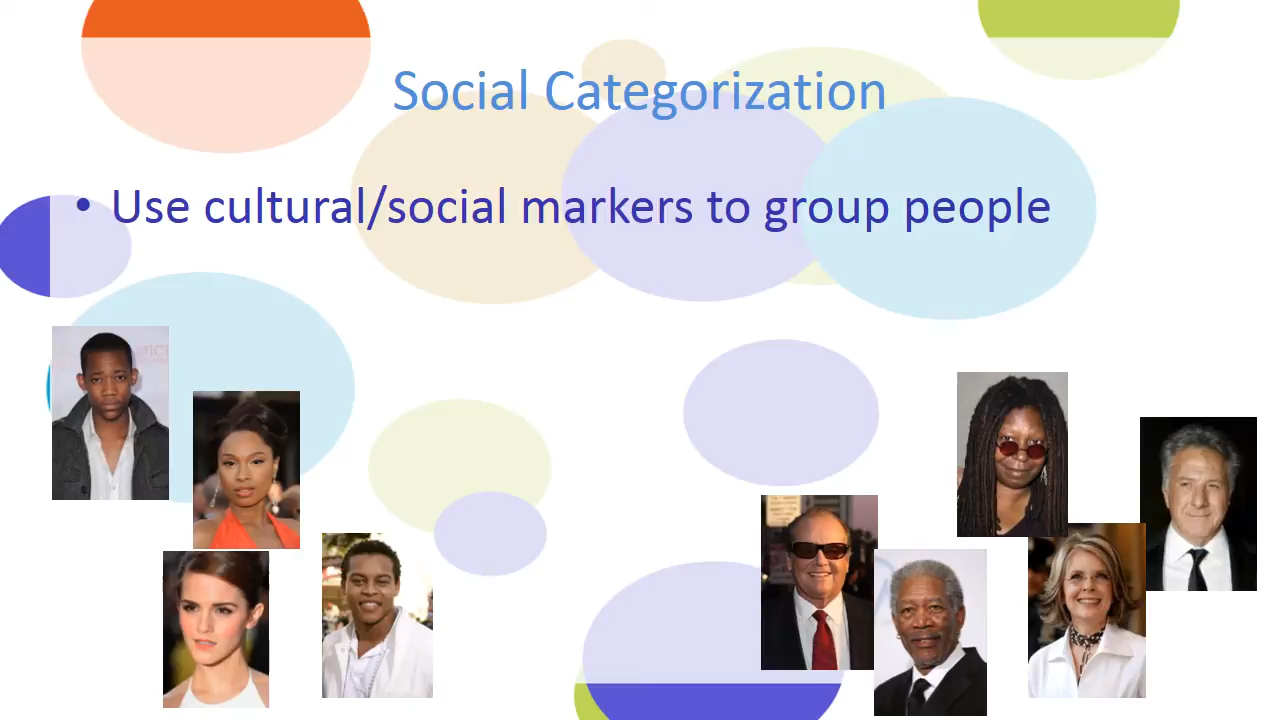 Social Categorization
• Use cultural/social markers to group people